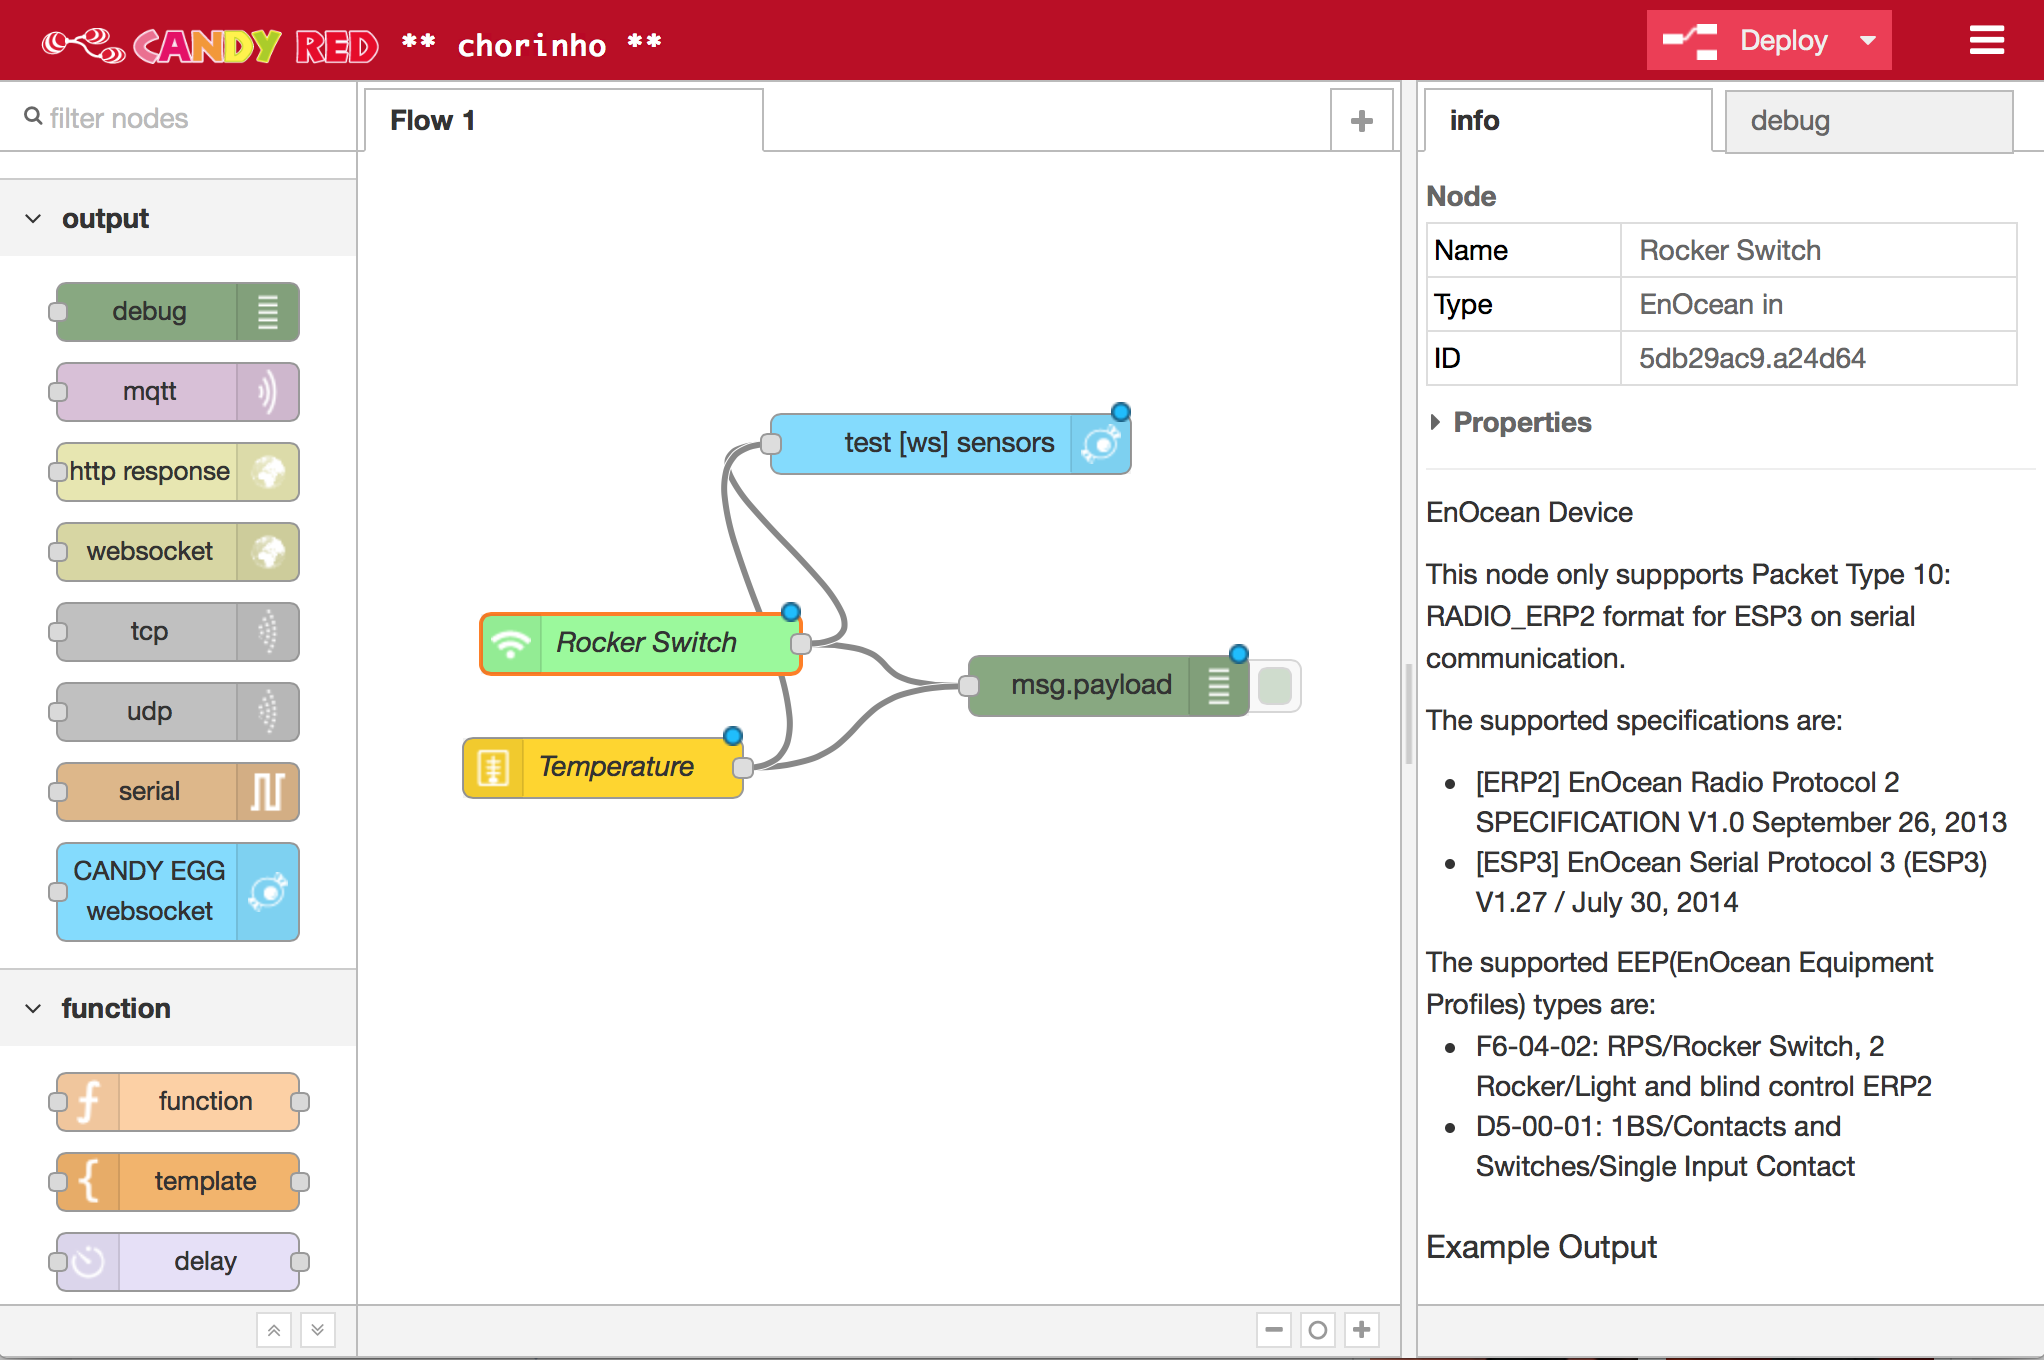 CANDY RED ** chorinho **
Deploy
filter nodes
output
debug
mqtt
http response
websocket
tcp
udp
serial
CANDY EGG
websocket
function
function
template
delay
Flow 1
test [ws] sensors
Rocker Switch
msg.payload
Temperature
info
debug
Node
Name Rocker Switch
Type EnOcean in
ID 5db29ac9.a24d64
Properties
EnOcean Device
This node only suppports Packet Type 10:
RADIO_ERP2 format for ESP3 on serial
communication.
The supported specifications are:
[ERP2] EnOcean Radio Protocol 2
SPECIFICATION V1.0 September 26, 2013
[ESP3] EnOcean Serial Protocol 3 (ESP3)
V1.27 / July 30, 2014
The supported EEP(EnOcean Equipment
Profiles) types are:
F6-04-02: RPS/Rocker Switch, 2
Rocker/Light and blind control ERP2
D5-00-01: 1BS/Contacts and
Switches/Single Input Contact
Example Output